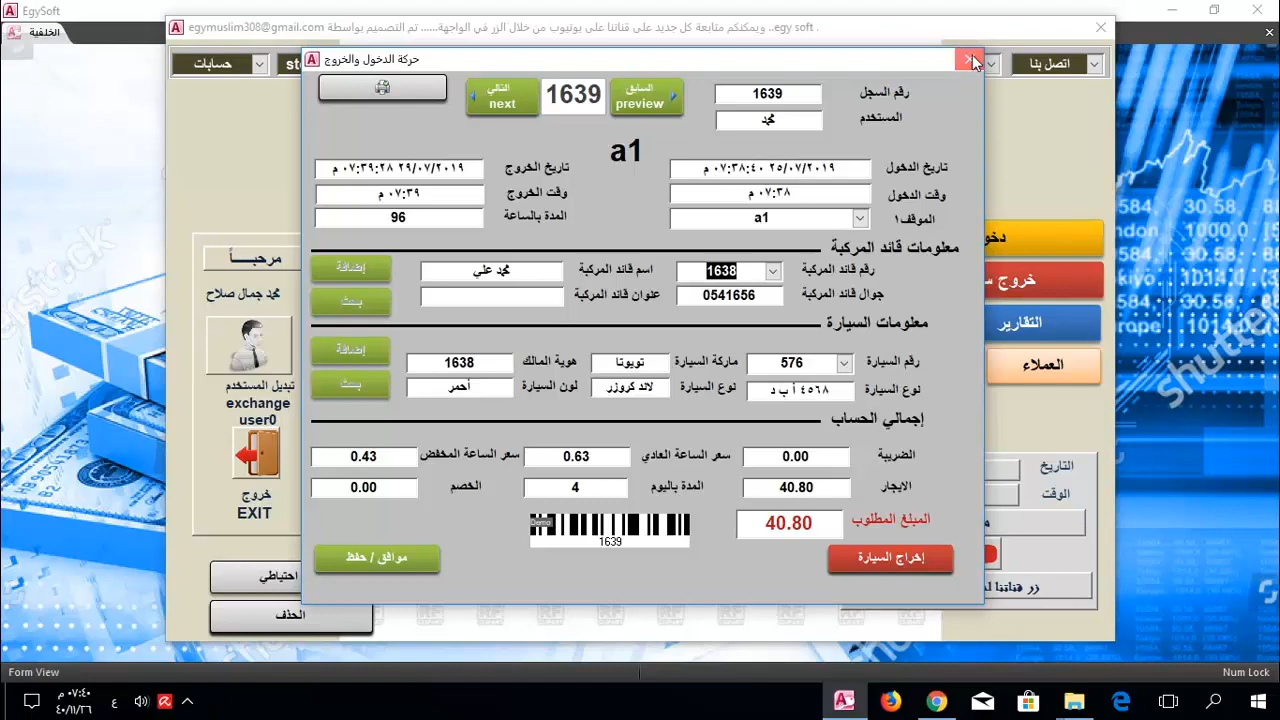 EgySoft
الخلفية
egymuslim308@gmail.com ويمكنكم متابعة كل جديد على قناتنا على يوتيوب من خلال الزر في الواجهة...... تم التصميم بواسطة ..egy soft .
حسابات
اتصل بنا
حركة الدخول والخروج
التالي
next
1639
السابق
preview
رقم السجل
1639
المستخدم
محمد
a1
تاريخ الدخول
٢٥/٠٧/٢٠١٩ ٠٧:٣٨:٤٠ م
تاريخ الخروج
٢٩/٠٧/٢٠١٩ ٠٧:٣٩:٢٨ م
وقت الدخول
٠٧:٣٨ م
وقت الخروج
٠٧:٣٩ م
الموقف١
a1
المدة بالساعة
96
معلومات قائد المركبة
رقم قائد المركبة
1638
اسم قائد المركبة
محمد علي
إضافة
جوال قائد المركبة
0541656
عنوان قائد المركبة
بحث
معلومات السيارة
رقم السيارة
576
ماركة السيارة
تويوتا
هوية المالك
1638
إضافة
نوع السيارة
٤٥٦٨ أ ب د
نوع السيارة
لاند كروزر
لون السيارة
أحمر
بحث
إجمالي الحساب
الضريبة
0.00
سعر الساعة العادي
0.63
سعر الساعة المخفض
0.43
الايجار
40.80
المدة باليوم
4
الخصم
0.00
المبلغ المطلوب
40.80
Demo
1639
إخراج السيارة
موافق / حفظ
مرحبـــــاً
محمد جمال صلاح
تبديل المستخدم
exchange
user0
خروج
EXIT
احتياطي
الحذف
التقارير
العملاء
التاريخ
الوقت
Form View
Num Lock
٠٧:٤٠ م
٤٠/١١/٢٦
ع